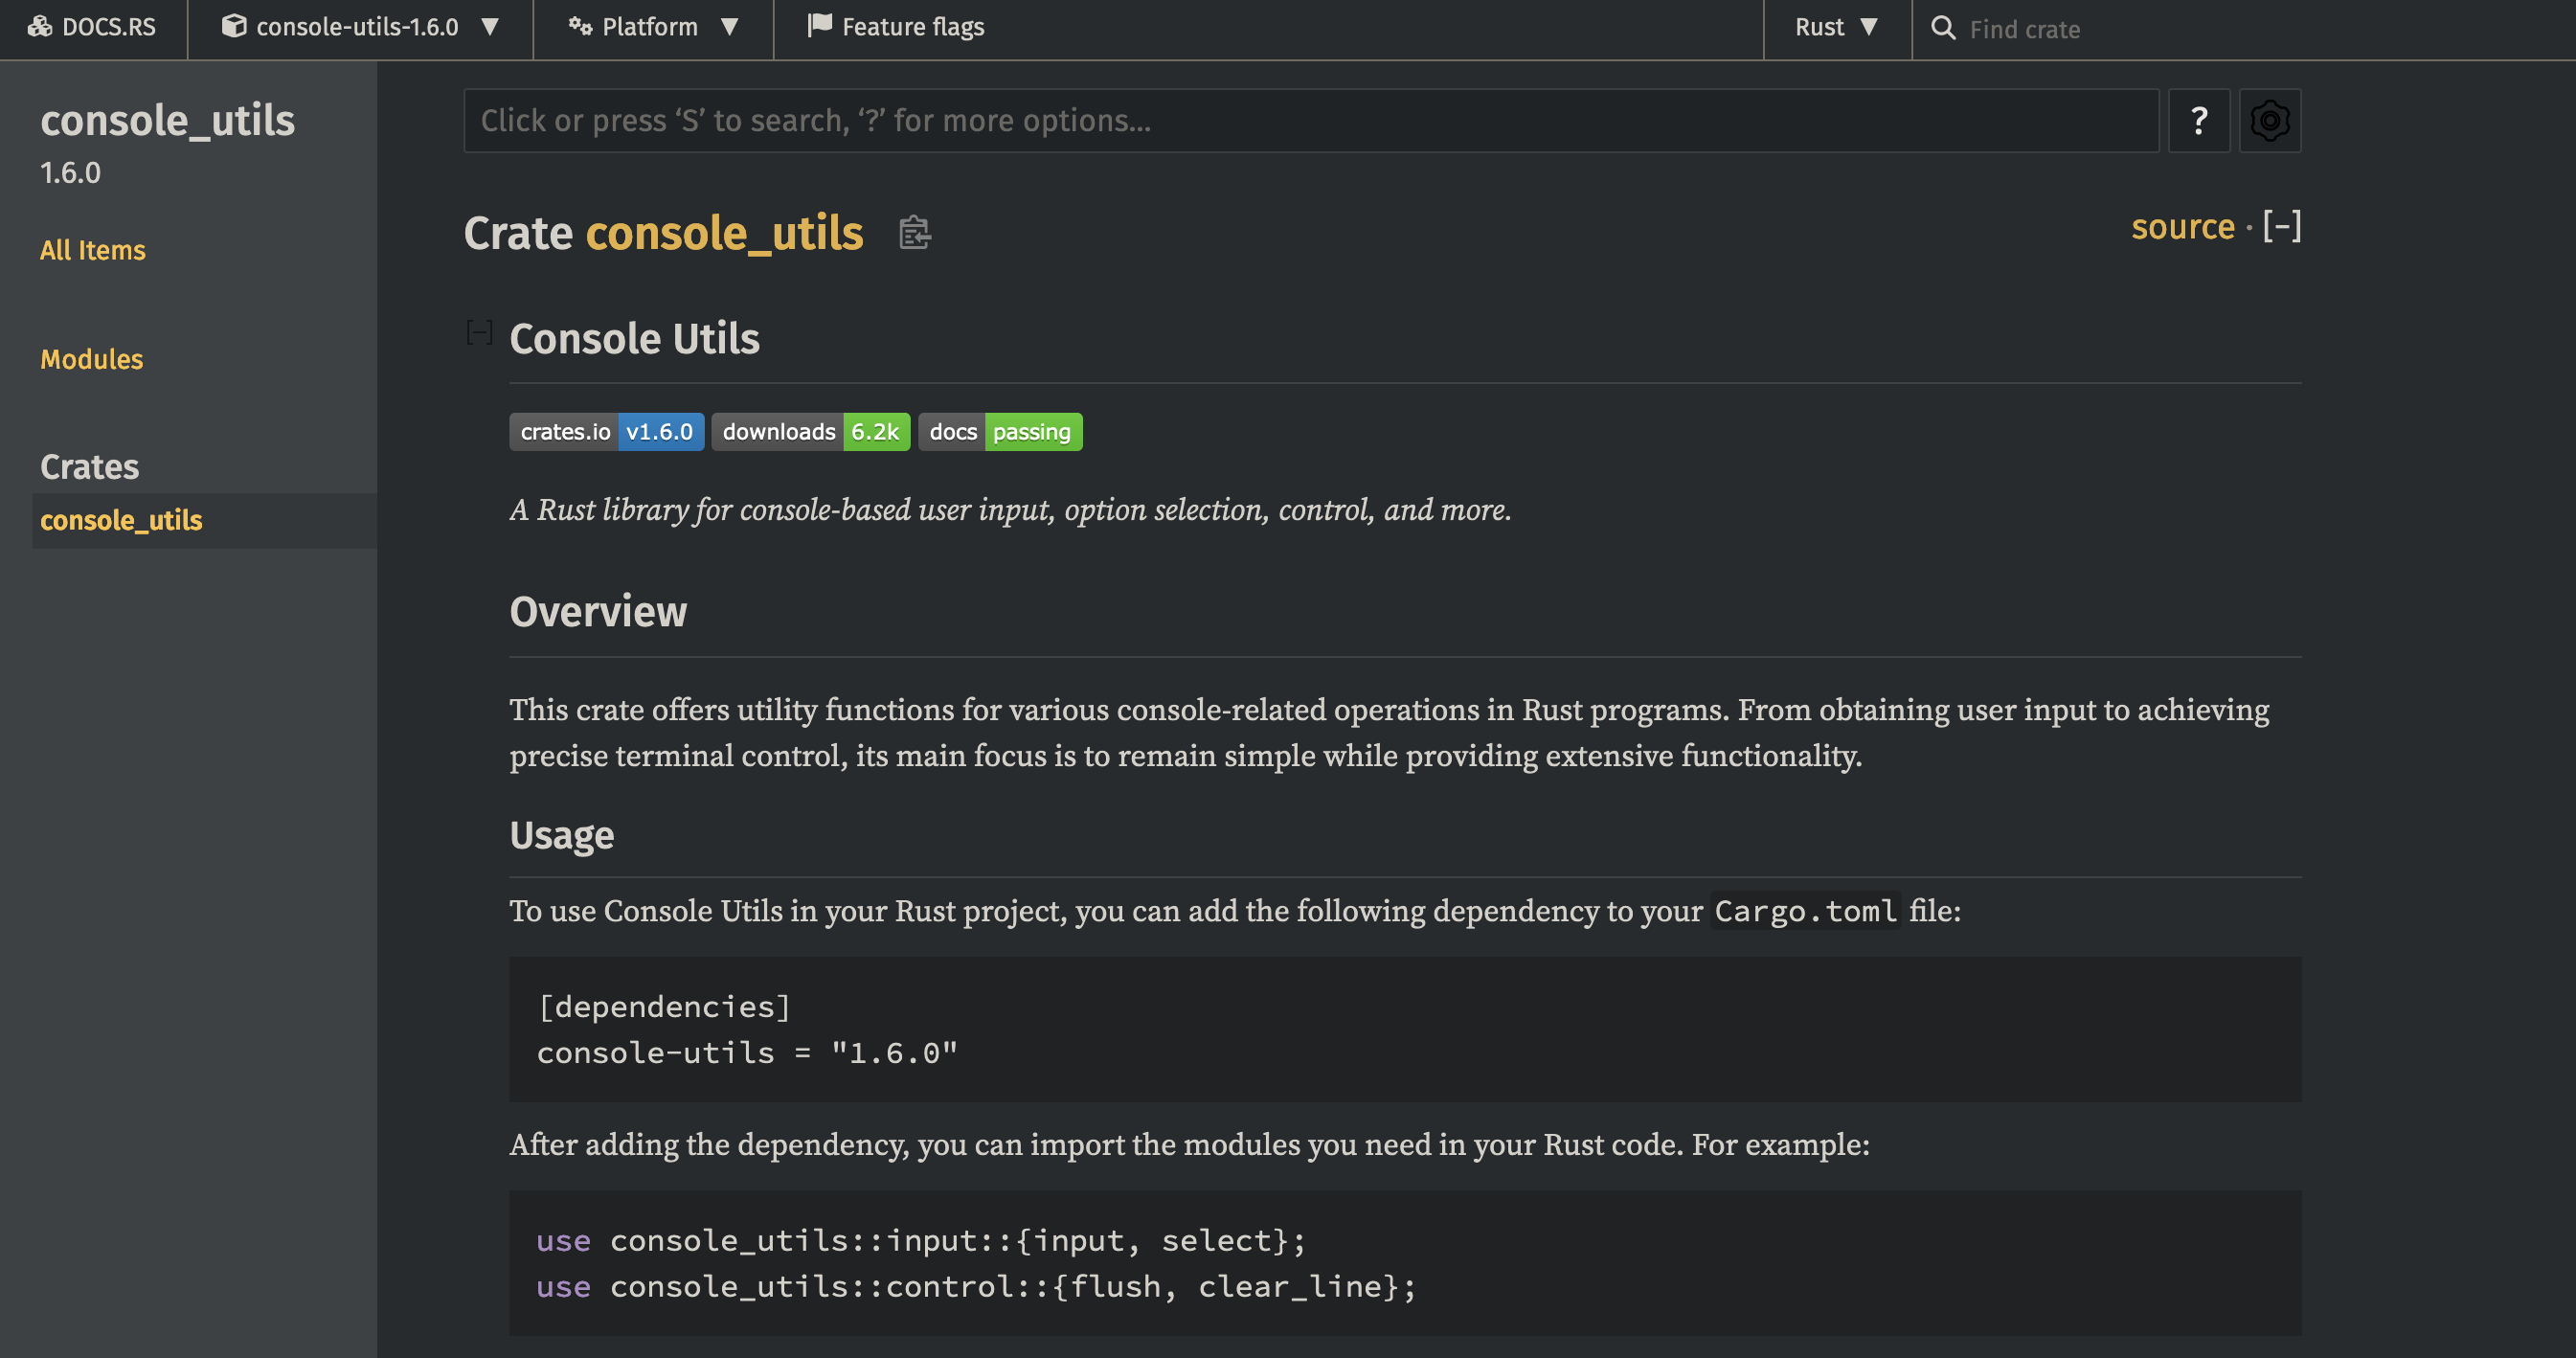 DOCS.RS console-utils-1.6.0 ▼ Platform ▼ Feature flags Rust ▼ Find crate
console_utils
1.6.0
All Items
Modules
Crates
console_utils
Click or press ‘S’ to search, ‘?’ for more options…
?
Crate console_utils
source · [-]
[-] Console Utils
crates.io v1.6.0 downloads 6.2k docs passing
A Rust library for console-based user input, option selection, control, and more.
Overview
This crate offers utility functions for various console-related operations in Rust programs. From obtaining user input to achieving
precise terminal control, its main focus is to remain simple while providing extensive functionality.
Usage
To use Console Utils in your Rust project, you can add the following dependency to your Cargo.toml file:
[dependencies]
console-utils = "1.6.0"
After adding the dependency, you can import the modules you need in your Rust code. For example:
use console_utils::input::{input, select};
use console_utils::control::{flush, clear_line};